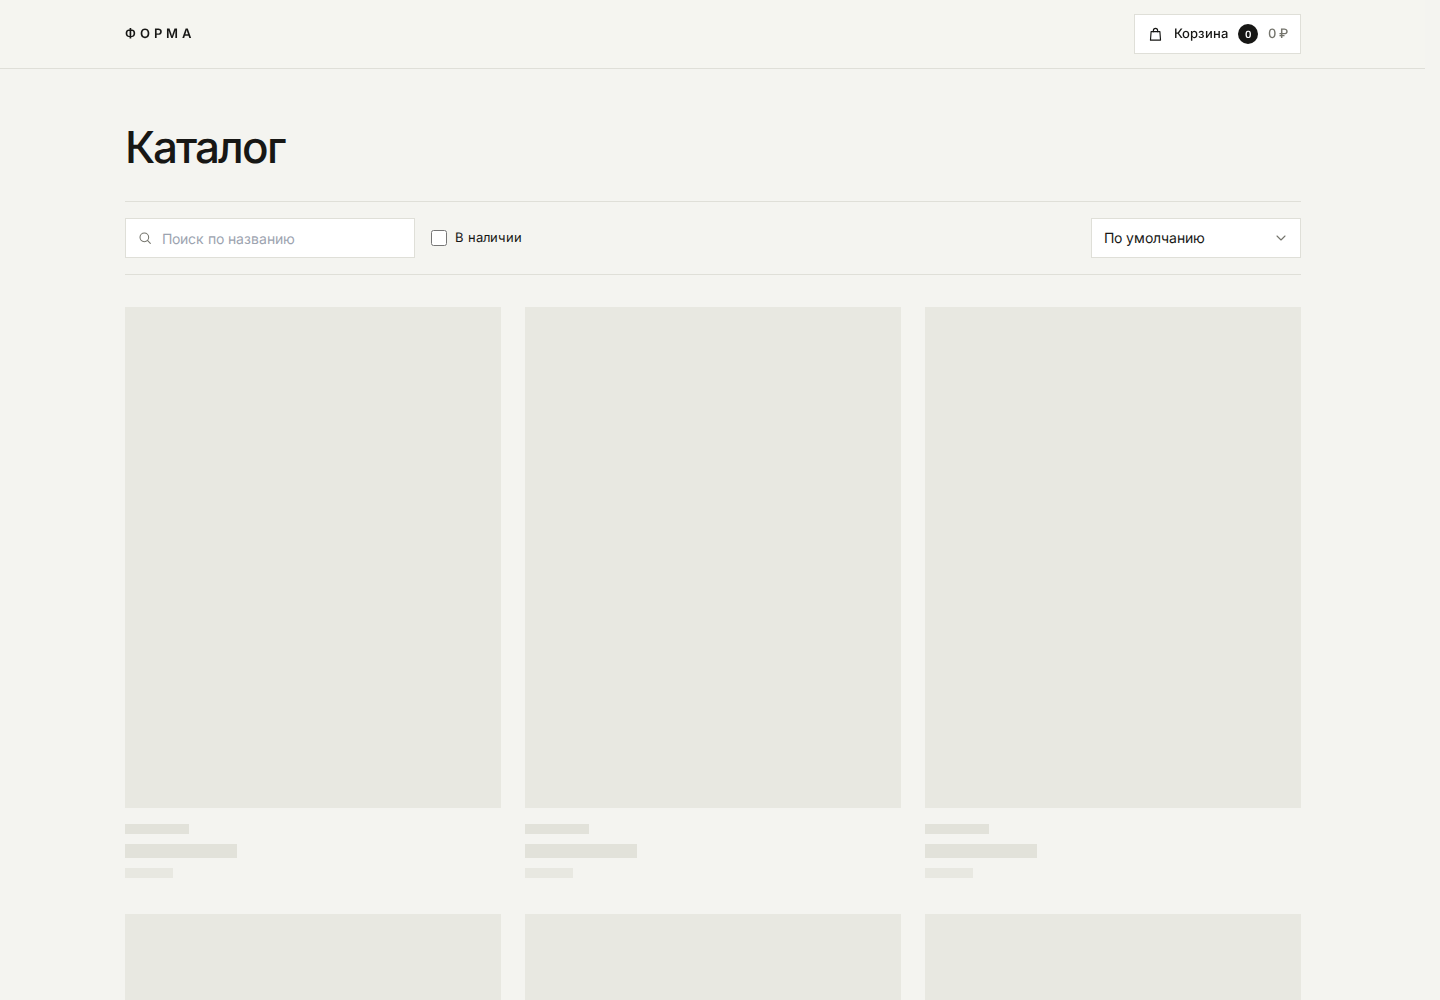 ФОРМА
Корзина 0 0 ₽
Каталог
Поиск по названию
В наличии
По умолчанию